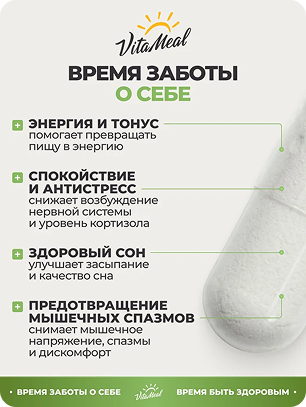 VitaMeal
ВРЕМЯ ЗАБОТЫ
О СЕБЕ
ЭНЕРГИЯ И ТОНУС
помогает превращать
пищу в энергию
СПОКОЙСТВИЕ
И АНТИСТРЕСС
снижает возбуждение
нервной системы
и уровень кортизола
ЗДОРОВЫЙ СОН
улучшает засыпание
и качество сна
ПРЕДОТВРАЩЕНИЕ
МЫШЕЧНЫХ СПАЗМОВ
снимает мышечное
напряжение, спазмы
и дискомфорт
• ВРЕМЯ ЗАБОТЫ О СЕБЕ VitaMeal ВРЕМЯ БЫТЬ ЗДОРОВЫМ •